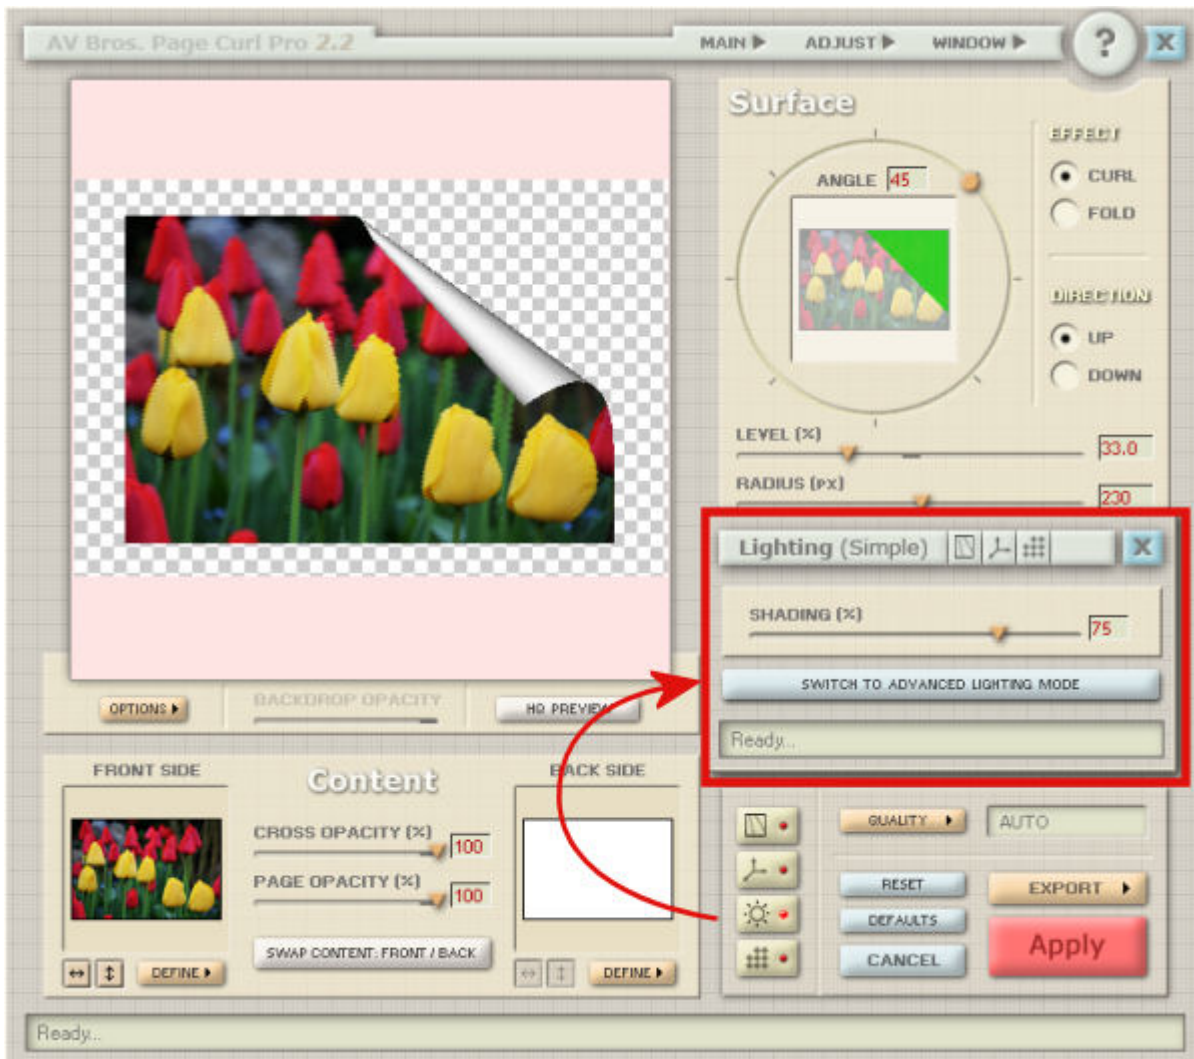 AV Bros. Page Curl Pro 2.2
MAIN
ADJUST
WINDOW
?
X
Surface
ANGLE 45
EFFECT
CURL
FOLD
DIRECTION
UP
DOWN
LEVEL (%)
33.0
RADIUS (PX)
230
Lighting (Simple)
X
SHADING (%)
75
SWITCH TO ADVANCED LIGHTING MODE
Ready...
OPTIONS
BACKDROP OPACITY
HQ PREVIEW
FRONT SIDE
Content
BACK SIDE
CROSS OPACITY (%)
100
PAGE OPACITY (%)
100
SWAP CONTENT: FRONT / BACK
DEFINE
DEFINE
QUALITY
AUTO
RESET
EXPORT
DEFAULTS
Apply
CANCEL
Ready...